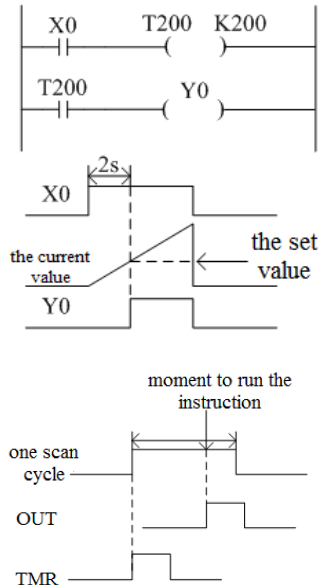 X0 T200 K200
T200 Y0
2s
X0
the current
value
the set
value
Y0
moment to run the
instruction
one scan
cycle
OUT
TMR